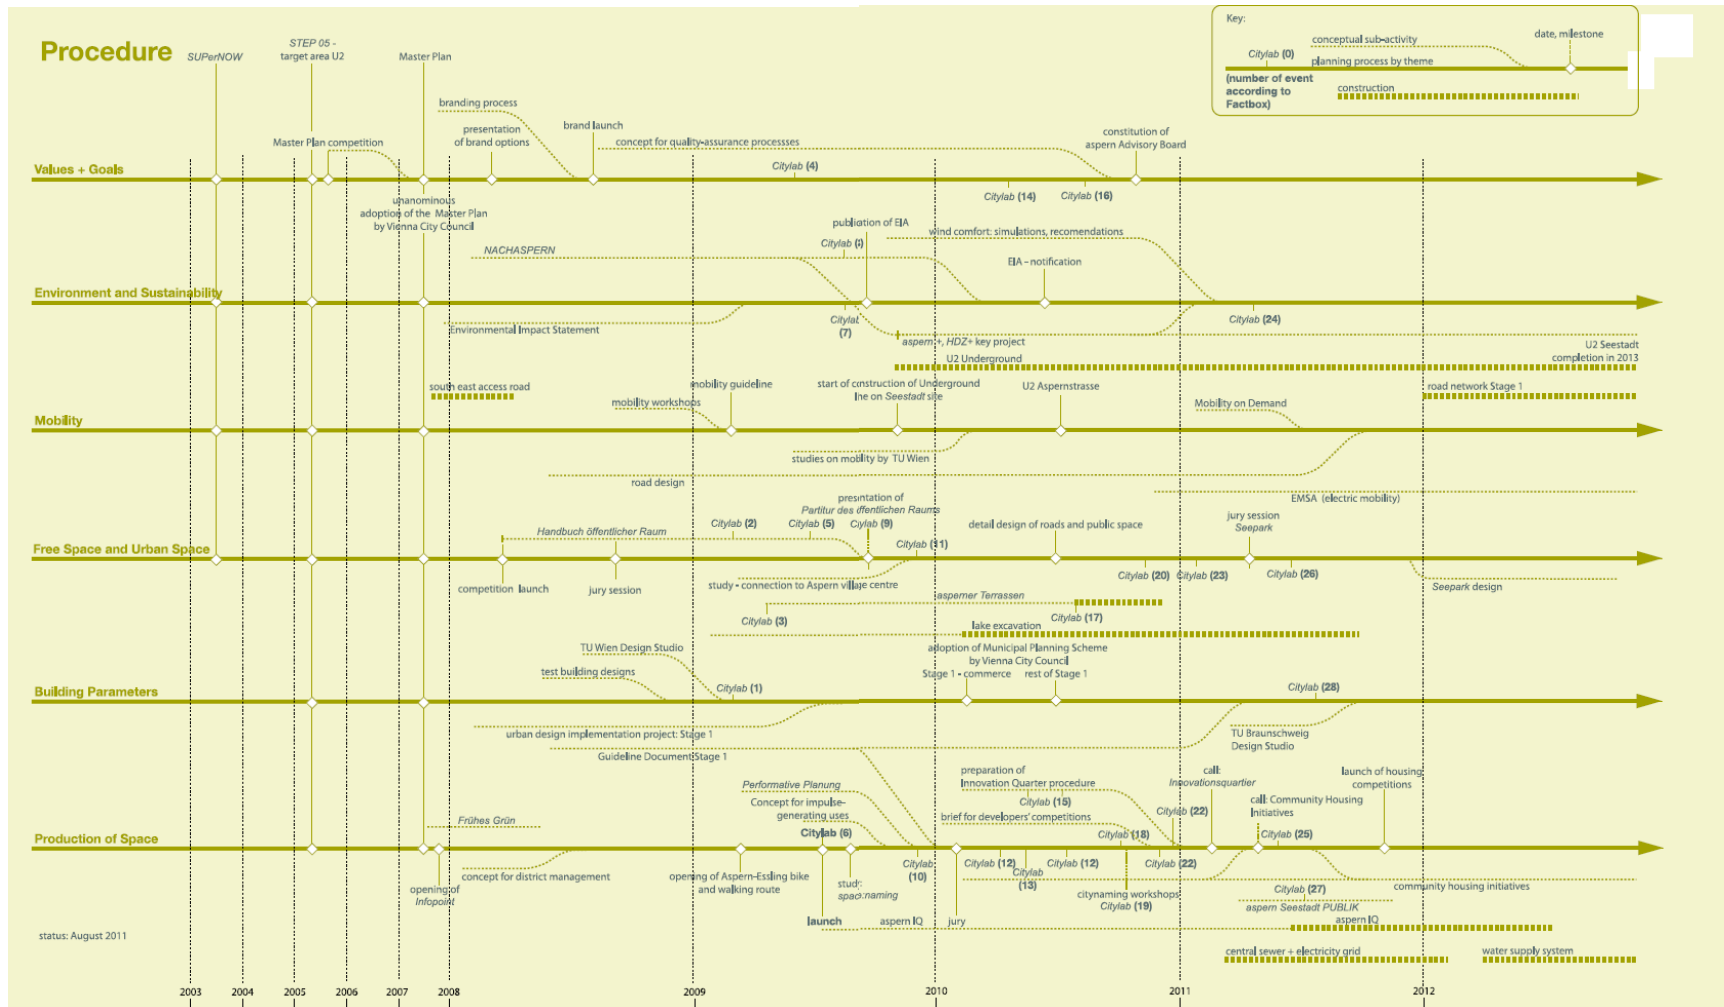 Procedure
SUPerNOW
STEP 05 -
target area U2
Master Plan
Key:
conceptual sub-activity
date, milestone
Citylab (0)
planning process by theme
(number of event
according to
Factbox)
construction
branding process
presentation
of brand options
brand launch
Master Plan competition
concept for quality-assurance processses
constitution of
aspern Advisory Board
Values + Goals
Citylab (4)
Citylab (14)
Citylab (16)
unanominous
adoption of the Master Plan
by Vienna City Council
publication of EIA
wind comfort: simulations, recomendations
NACHASPERN
Citylab
EIA – notification
Environment and Sustainability
Environmental Impact Statement
(7)
Citylab (24)
aspern+, HDZ+ key project
U2 Seestadt
completion in 2013
U2 Underground
south east access road
mobility guideline
start of construction of Underground
line on Seestadt site
U2 Aspernstrasse
road network Stage 1
mobility workshops
Mobility on Demand
Mobility
studies on mobility by TU Wien
road design
EMSA (electric mobility)
presentation of
Partitur des öffentlichen Raums
Citylab (2)
Citylab (5)
Citylab (9)
Handbuch öffentlicher Raum
detail design of roads and public space
jury session
Seepark
Citylab (11)
Free Space and Urban Space
competition launch
jury session
study - connection to Aspern village centre
Citylab (20)
Citylab (23)
Citylab (26)
Seepark design
asperner Terrassen
Citylab (3)
Citylab (17)
lake excavation
TU Wien Design Studio
adoption of Municipal Planning Scheme
by Vienna City Council
test building designs
Stage 1 - commerce
rest of Stage 1
Building Parameters
Citylab (1)
Citylab (28)
urban design implementation project: Stage 1
TU Braunschweig
Design Studio
Guideline Document Stage 1
preparation of
Innovation Quarter procedure
call:
Innovationsquartier
launch of housing
competitions
Performative Planung
Citylab (15)
call: Community Housing
Initiatives
Concept for impulse-
generating uses
Citylab (22)
Frühes Grün
brief for developers' competitions
Citylab (6)
Citylab (18)
Citylab (25)
Production of Space
Citylab
(10)
Citylab (12)
Citylab
(13)
Citylab (12)
Citylab (22)
concept for district management
opening of Aspern-Essling bike
and walking route
opening of
Infopoint
citynaming workshops
Citylab (19)
community housing initiatives
Citylab (27)
aspern Seestadt PUBLIK
launch
aspern IQ
jury
aspern IQ
status: August 2011
central sewer + electricity grid
water supply system
2003
2004
2005
2006
2007
2008
2009
2010
2011
2012